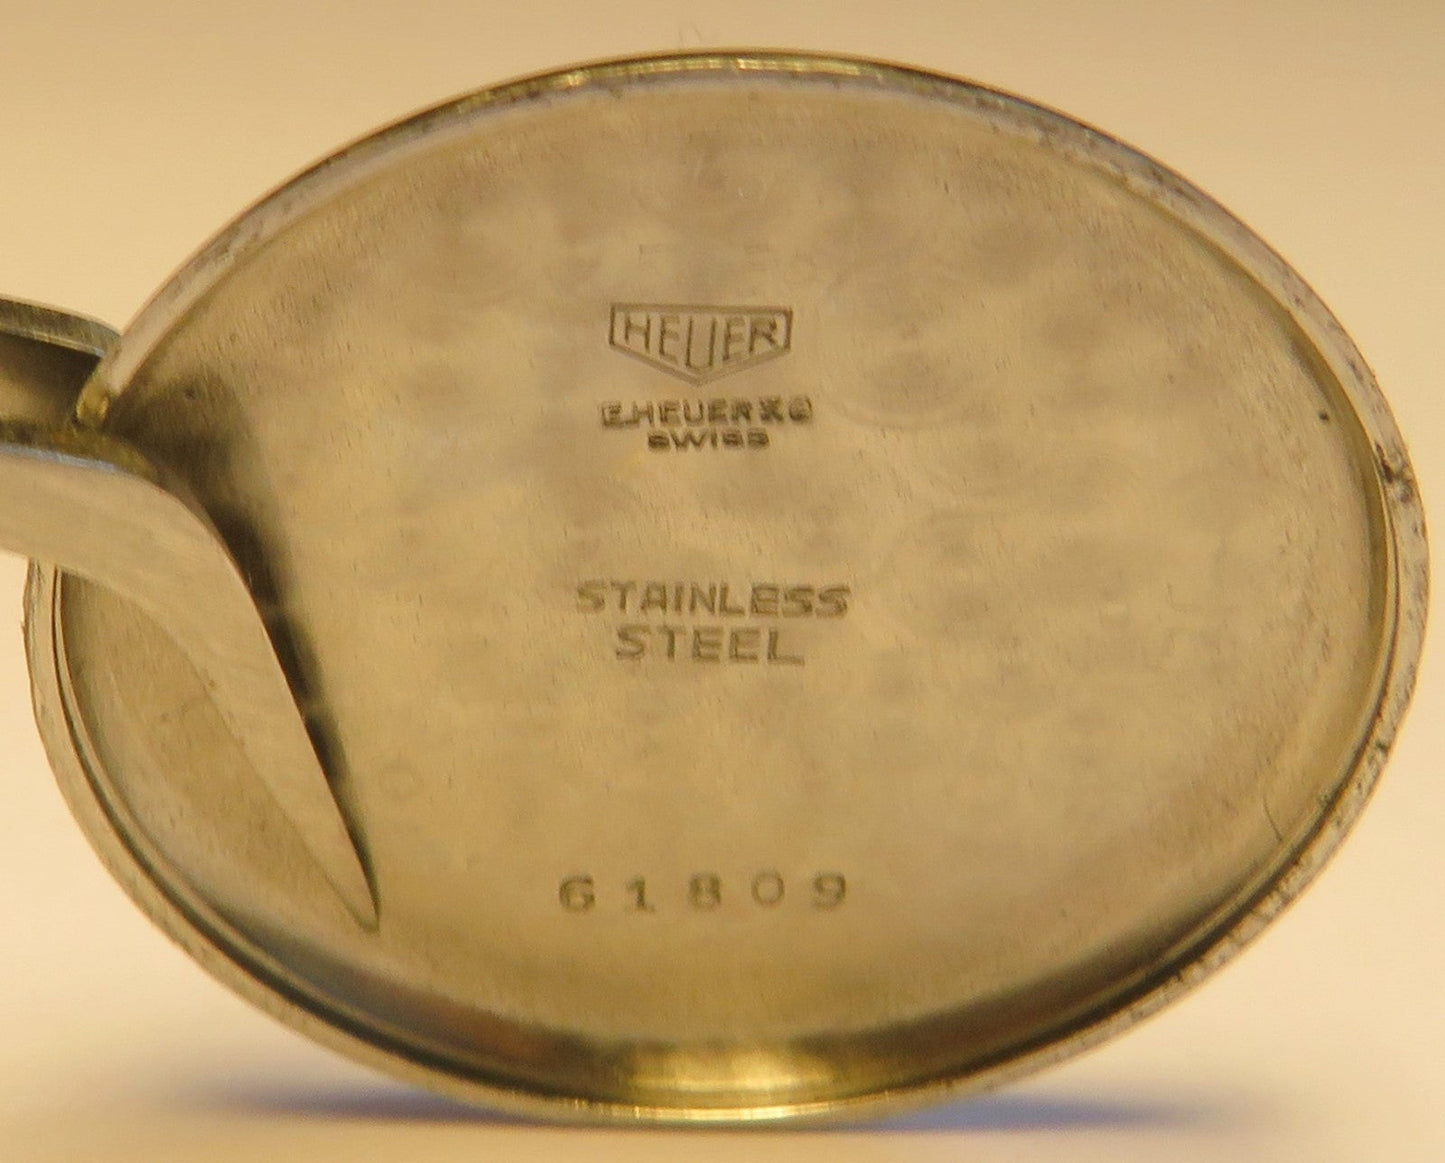 HEUER
E.HEUER & Co
SWISS
STAINLESS
STEEL
61809